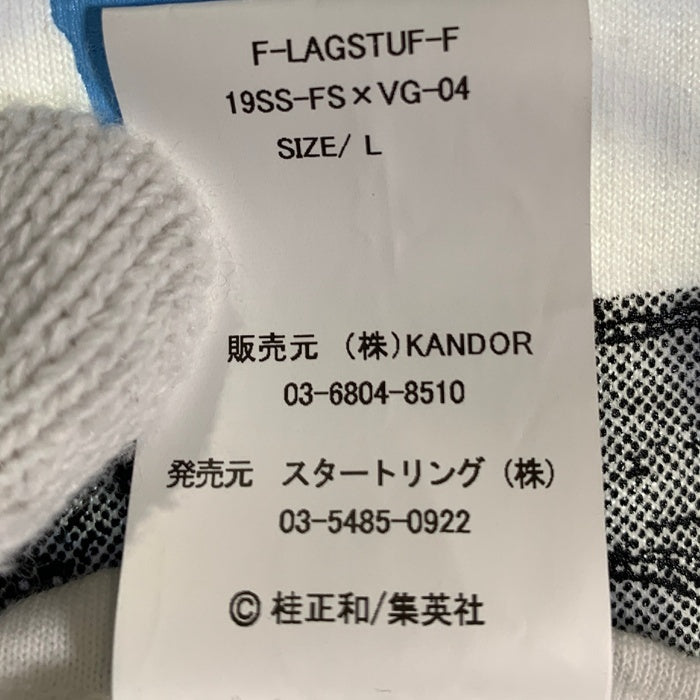 F-LAGSTUF-F
19SS-FS×VG-04
SIZE/ L
販売元 (株)KANDOR
03-6804-8510
発売元 スタートリング(株)
03-5485-0922
© 桂正和/集英社